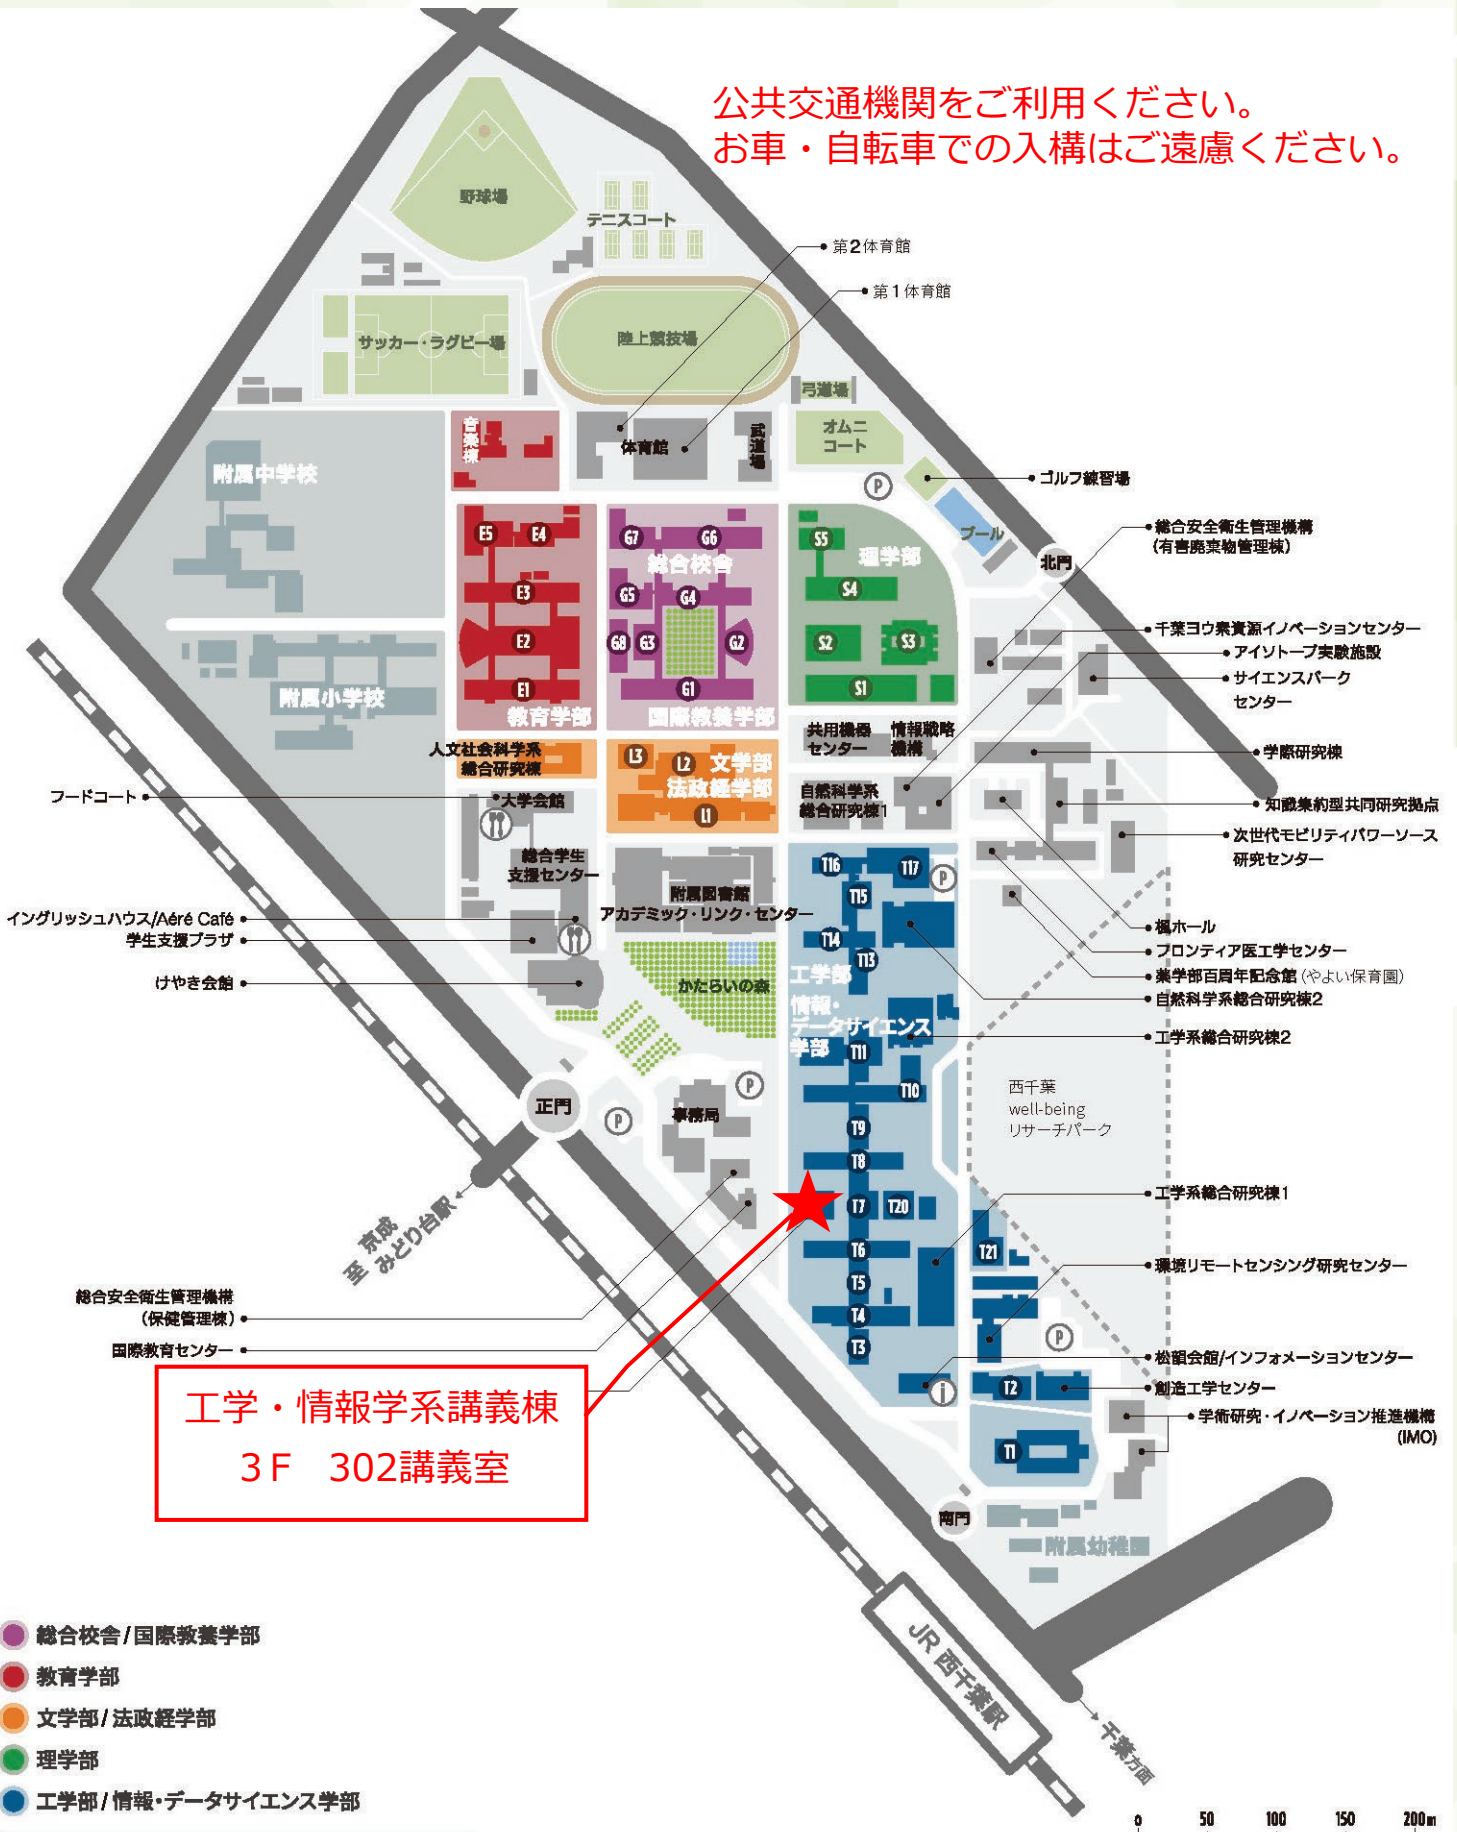 公共交通機関をご利用ください。
お車・自転車での入構はご遠慮ください。
野球場
テニスコート
第2体育館
第1体育館
サッカー・ラグビー場
陸上競技場
弓道場
オムニ
コート
音楽棟
体育館
武道場
附属中学校
P
ゴルフ練習場
プール
北門
総合安全衛生管理機構
(有害廃棄物管理棟)
E5
E4
G7
G6
総合校舎
S5
理学部
E3
G5
G4
S4
E2
G8
G3
G2
S2
S3
千葉ヨウ素資源イノベーションセンター
アイソトープ実験施設
サイエンスパーク
センター
附属小学校
E1
教育学部
G1
国際教養学部
S1
人文社会科学系
総合研究棟
L3
L2
文学部
法政経学部
L1
共用機器
センター
情報戦略
機構
学際研究棟
フードコート
大学会館
自然科学系
総合研究棟1
知識集約型共同研究拠点
次世代モビリティパワーソース
研究センター
総合学生
支援センター
附属図書館
アカデミック・リンク・センター
T16
T17
P
T15
イングリッシュハウス/Aéré Café
学生支援プラザ
けやき会館
かたらいの森
T14
T13
工学部
情報・
データサイエンス
学部
楓ホール
フロンティア医工学センター
薬学部百周年記念館(やよい保育園)
自然科学系総合研究棟2
工学系総合研究棟2
T11
T10
正門
P
P
事務局
西千葉
well-being
リサーチパーク
T9
T8
T7
T20
工学系総合研究棟1
至 京成
みどり台駅
T6
T21
T5
環境リモートセンシング研究センター
総合安全衛生管理機構
(保健管理棟)
国際教育センター
T4
T3
P
松韻会館/インフォメーションセンター
i
T2
創造工学センター
学術研究・イノベーション推進機構
(IMO)
工学・情報学系講義棟
3F 302講義室
T1
南門
附属幼稚園
JR 西千葉駅
千葉方面
総合校舎/国際教養学部
教育学部
文学部/法政経学部
理学部
工学部/情報・データサイエンス学部
0 50 100 150 200m